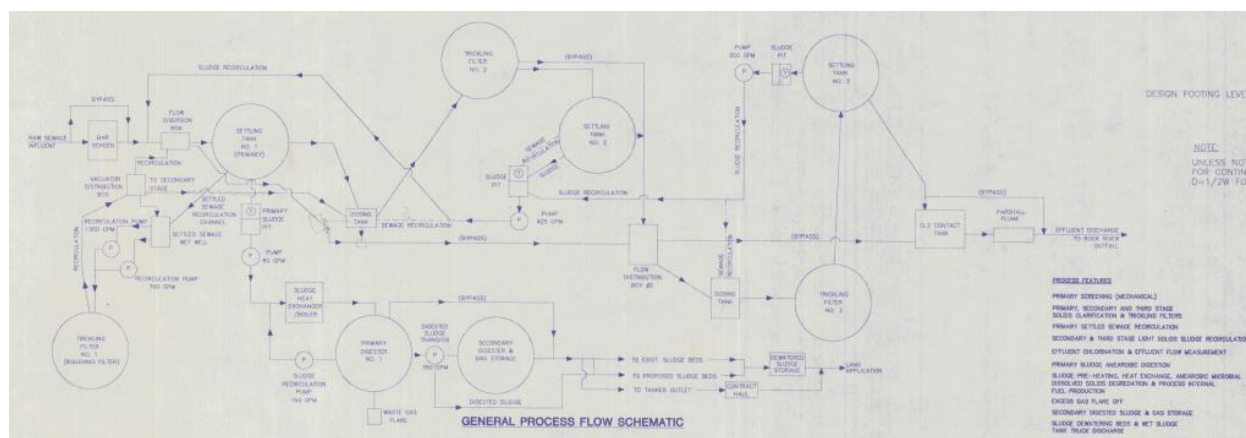 TRICKLING
FILTER
NO. 2
(BYPASS)
PUMP
200 GPM
SLUDGE
PIT
SETTLING
TANK
NO. 3
SLUDGE RECIRCULATION
DESIGN FOOTING LEVE
BYPASS
FLOW
DIVISION
BOX
RAW SEWAGE
INFLUENT
BAR
SCREEN
SETTLING
TANK
NO. 1
(PRIMARY)
SETTLING
TANK
NO. 2
SEWAGE
RECIRCULATION
SLUDGE
SLUDGE RECIRCULATION
NOTE:
UNLESS NOT
FOR CONTIN
D=1/2W FO
RECIRCULATION
VACUATOR
DISTRIBUTION
BOX
TO SECONDARY
STAGE
SLUDGE
PIT
SLUDGE RECIRCULATION
SETTLED
SEWAGE
RECIRCULATION
CHANNEL
PRIMARY
SLUDGE
PIT
DOSING
TANK
SEWAGE RECIRCULATION
P
PUMP
425 GPM
RECIRCULATION PUMP
SETTLED SEWAGE
WET WELL
(BYPASS)
FLOW
DISTRIBUTION
BOX
SEWAGE
RECIRCULATION
(BYPASS)
CL2 CONTACT
TANK
(BYPASS)
PARSHALL
FLUME
EFFLUENT DISCHARGE
TO ROCK RIVER
OUTFALL
RECIRCULATION
P
P
RECIRCULATION PUMP
700 GPM
P
PUMP
SLUDGE HEAT
EXCHANGER
/BOILER
DOSING
TANK
TRICKLING
FILTER
NO. 3
PROCESS FEATURES
PRIMARY SCREENING (MECHANICAL)
PRIMARY, SECONDARY AND THIRD STAGE
SOLIDS CLARIFICATION & TRICKLING FILTERS
PRIMARY SETTLED SEWAGE RECIRCULATION
SECONDARY & THIRD STAGE LIGHT SOLIDS SLUDGE RECIRCULATIO
EFFLUENT CHLORINATION & EFFLUENT FLOW MEASUREMENT
PRIMARY SLUDGE ANAEROBIC DIGESTION
SLUDGE PRE-HEATING, HEAT EXCHANGE, ANEAROBIC MICROBIAL
DISSOLVED SOLIDS DEGREDATION & PROCESS INTERNAL
FUEL PRODUCTION
EXCESS GAS FLARE OFF
SECONDARY DIGESTED SLUDGE & GAS STORAGE
SLUDGE DEWATERING BEDS & WET SLUDGE
TANK TRUCK DISCHARGE
TRICKLING
FILTER
NO. 1
(ROUGHING FILTER)
P
SLUDGE
RECIRCULATION
PUMP
150 GPM
PRIMARY
DIGESTER
NO. 1
DIGESTED
SLUDGE
TRANSFER
P
(BYPASS)
SECONDARY
DIGESTER &
GAS STORAGE
DIGESTED SLUDGE
TO EXIST. SLUDGE BEDS
TO PROPOSED SLUDGE BEDS
TO TANKER OUTLET
CONTRACT
HAUL
DEWATERED
SLUDGE
STORAGE
LAND
APPLICATION
WASTE GAS
FLARE
GENERAL PROCESS FLOW SCHEMATIC